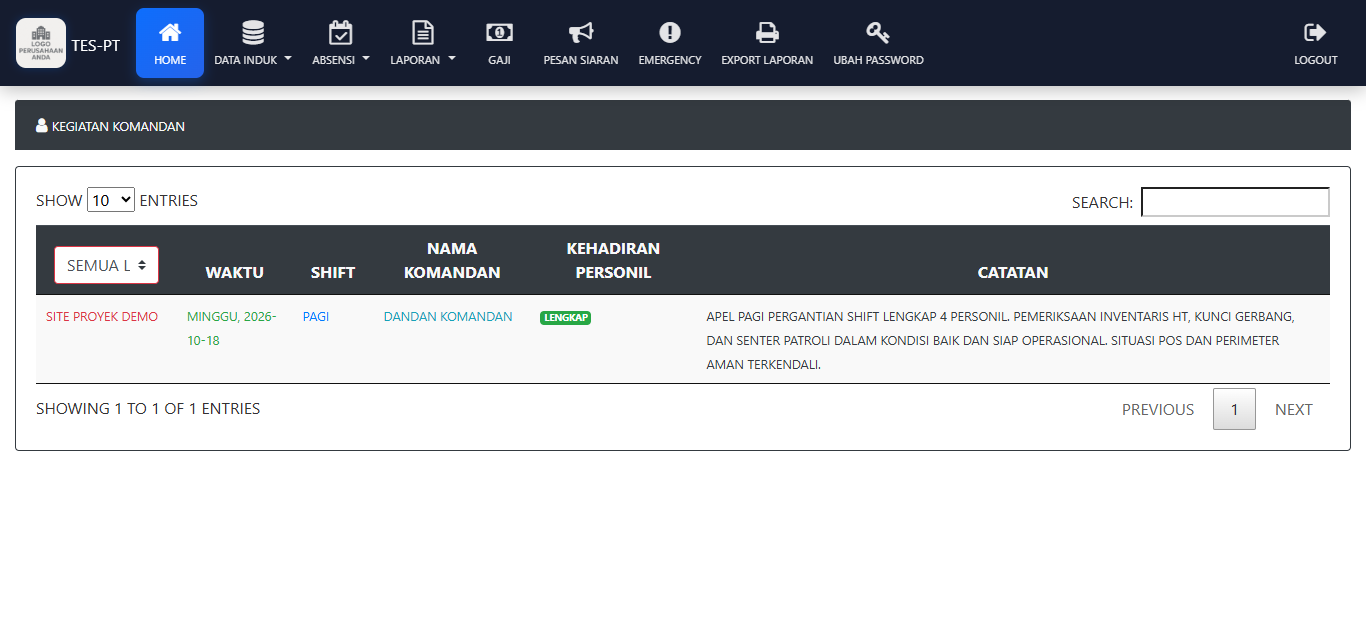 LOGO
PERUSAHAAN
ANDA
TES-PT
HOME
DATA INDUK
ABSENSI
LAPORAN
GAJI
PESAN SIARAN
EMERGENCY
EXPORT LAPORAN
UBAH PASSWORD
LOGOUT
KEGIATAN KOMANDAN
SHOW 10 ENTRIES
SEARCH:
SEMUA L
WAKTU
SHIFT
NAMA
KOMANDAN
KEHADIRAN
PERSONIL
CATATAN
SITE PROYEK DEMO
MINGGU, 2026-
10-18
PAGI
DANDAN KOMANDAN
LENGKAP
APEL PAGI PERGANTIAN SHIFT LENGKAP 4 PERSONIL. PEMERIKSAAN INVENTARIS HT, KUNCI GERBANG,
DAN SENTER PATROLI DALAM KONDISI BAIK DAN SIAP OPERASIONAL. SITUASI POS DAN PERIMETER
AMAN TERKENDALI.
SHOWING 1 TO 1 OF 1 ENTRIES
PREVIOUS
1
NEXT